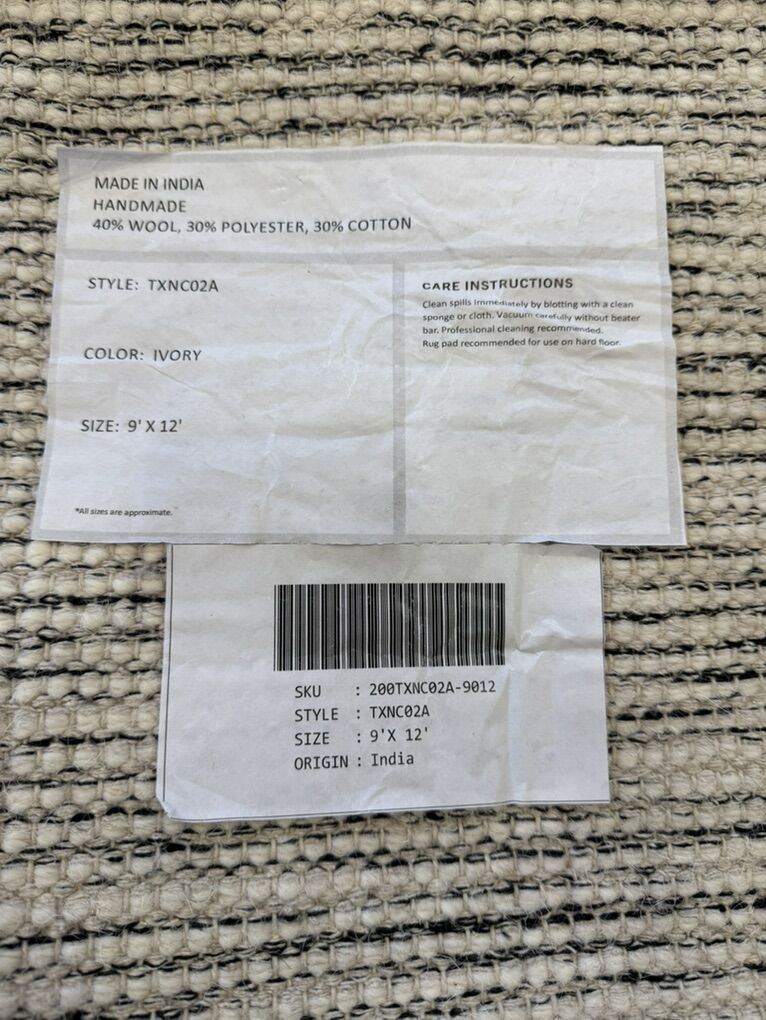 MADE IN INDIA
HANDMADE
40% WOOL, 30% POLYESTER, 30% COTTON
STYLE: TXNC02A
COLOR: IVORY
SIZE: 9' X 12'
*All sizes are approximate.
CARE INSTRUCTIONS
Clean spills immediately by blotting with a clean
sponge or cloth. Vacuum carefully without beater
bar. Professional cleaning recommended.
Rug pad recommended for use on hard floor.
SKU : 200TXNC02A-9012
STYLE : TXNC02A
SIZE : 9'X 12'
ORIGIN : India